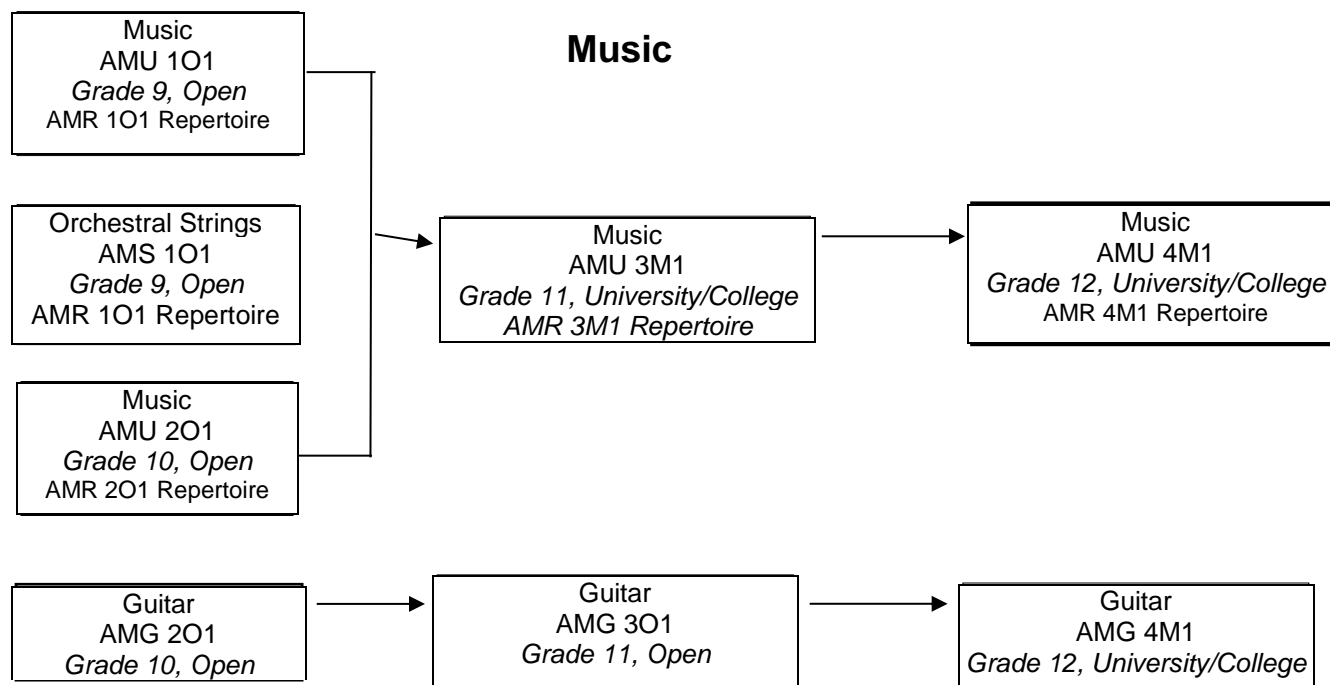 Music
Music
AMU 1O1
Grade 9, Open
AMR 1O1 Repertoire
Orchestral Strings
AMS 1O1
Grade 9, Open
AMR 1O1 Repertoire
Music
AMU 3M1
Grade 11, University/College
AMR 3M1 Repertoire
Music
AMU 4M1
Grade 12, University/College
AMR 4M1 Repertoire
Music
AMU 2O1
Grade 10, Open
AMR 2O1 Repertoire
Guitar
AMG 2O1
Grade 10, Open
Guitar
AMG 3O1
Grade 11, Open
Guitar
AMG 4M1
Grade 12, University/College